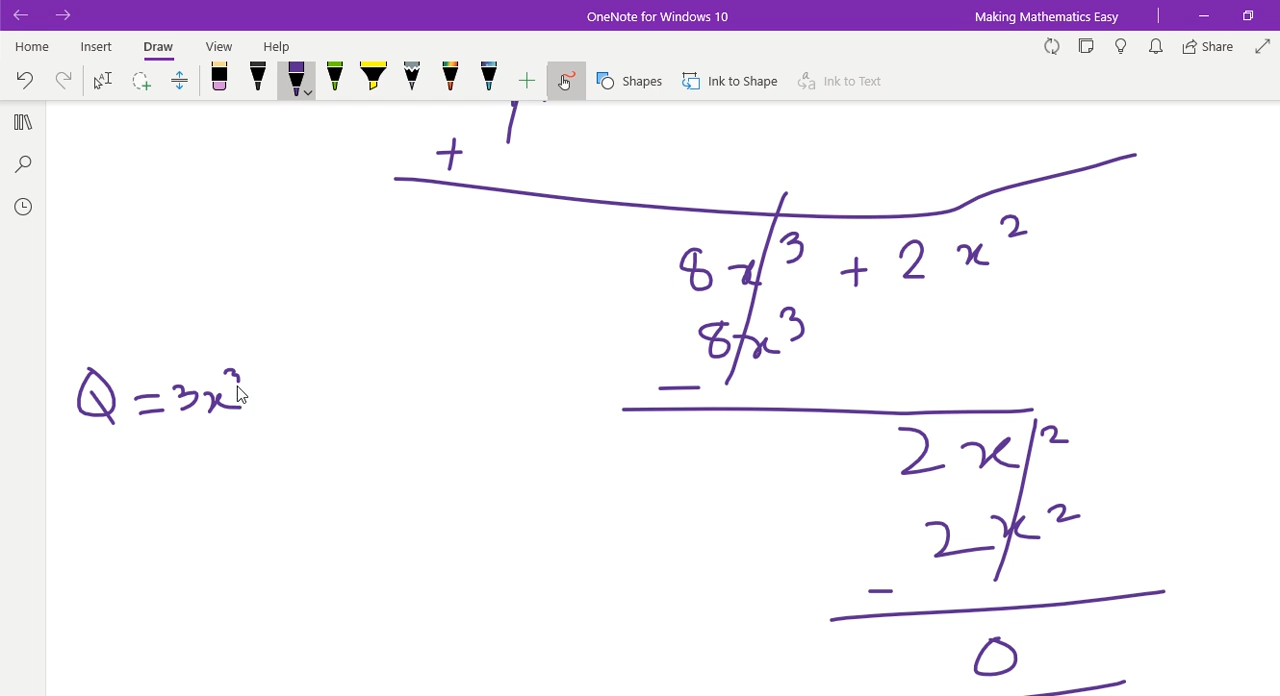 OneNote for Windows 10
Making Mathematics Easy
Home Insert Draw View Help
Share
Shapes Ink to Shape Ink to Text
+
8x³ + 2x²
8x³
−
Q = 3x³
2x²
2x²
−
0